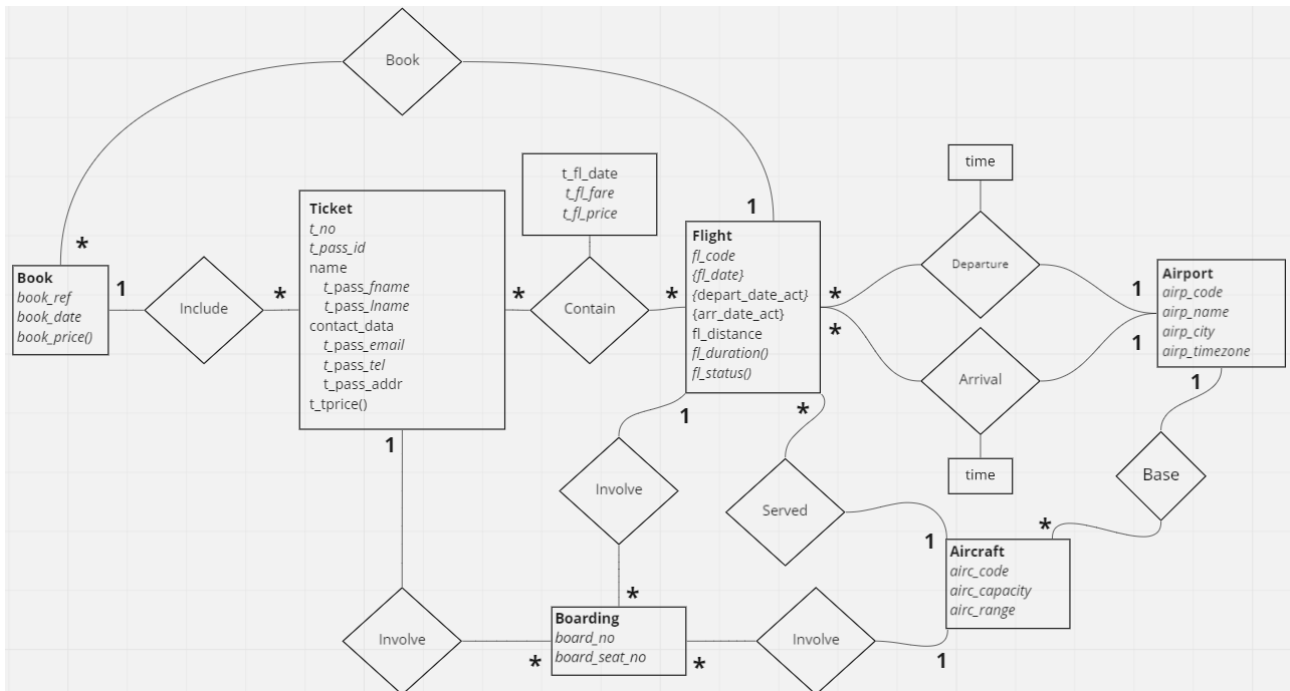 Book
*
1
Book
book_ref
book_date
book_price()
1
Include
*
Ticket
t_no
t_pass_id
name
t_pass_fname
t_pass_lname
contact_data
t_pass_email
t_pass_tel
t_pass_addr
t_tprice()
1
*
t_fl_date
t_fl_fare
t_fl_price
Contain
*
Flight
fl_code
{fl_date}
{depart_date_act}
{arr_date_act}
fl_distance
fl_duration()
fl_status()
1
*
*
*
time
Departure
1
Arrival
1
time
Airport
airp_code
airp_name
airp_city
airp_timezone
1
Base
*
Involve
*
Served
1
Aircraft
airc_code
airc_capacity
airc_range
1
Involve
*
Boarding
board_no
board_seat_no
*
Involve